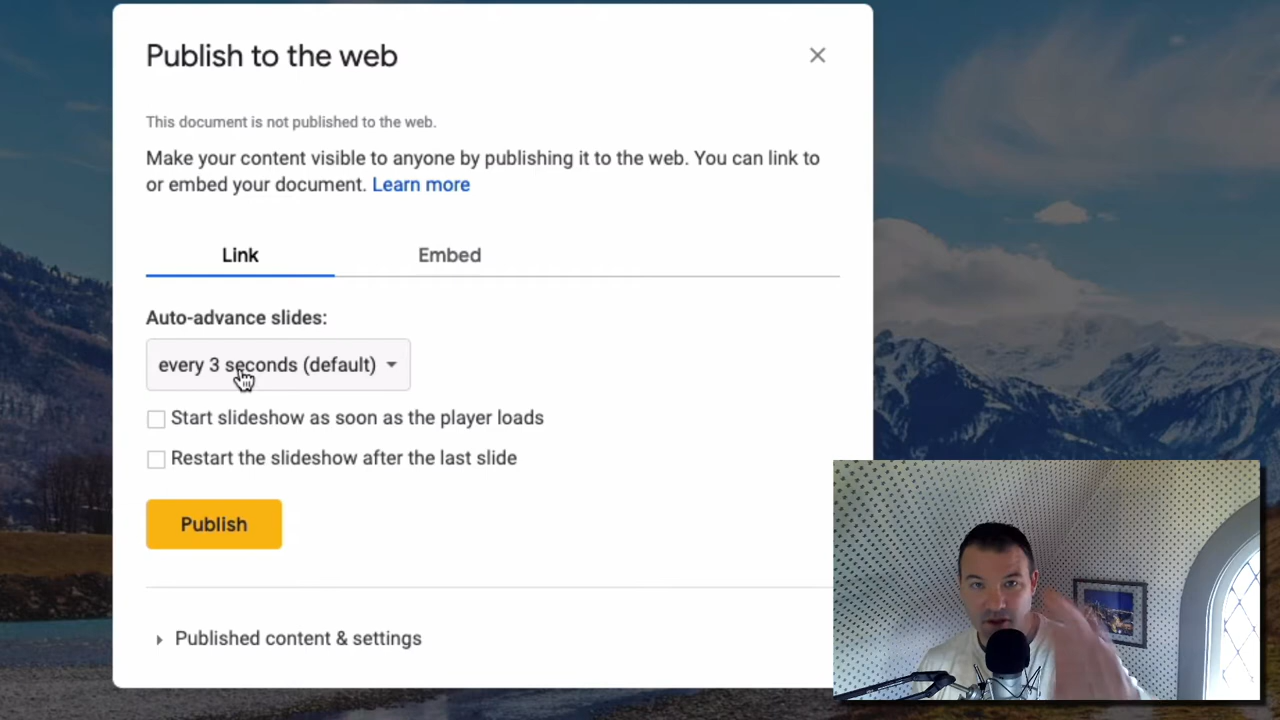 Publish to the web
This document is not published to the web.
Make your content visible to anyone by publishing it to the web. You can link to
or embed your document. Learn more
Link Embed
Auto-advance slides:
every 3 seconds (default)
Start slideshow as soon as the player loads
Restart the slideshow after the last slide
Publish
Published content & settings